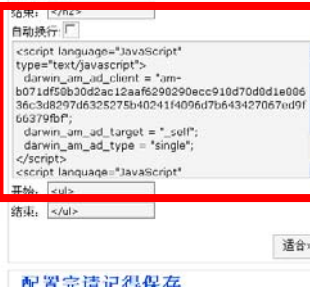 结束： </h2>
自动换行
<script language="JavaScript"
type="text/javascript">
darwin_am_ad_client = "am-
b071df58b30d2ac12aaf6290290ecc918d70d8d1e886
36c3d8297d6325275b40241f4096d7b643427067ed9f
66379fbf";
darwin_am_ad_target = "_self";
darwin_am_ad_type = "single";
</script>
<script language="JavaScript"
开始： <ul>
结束： </ul>
适合
配置完请记得保存